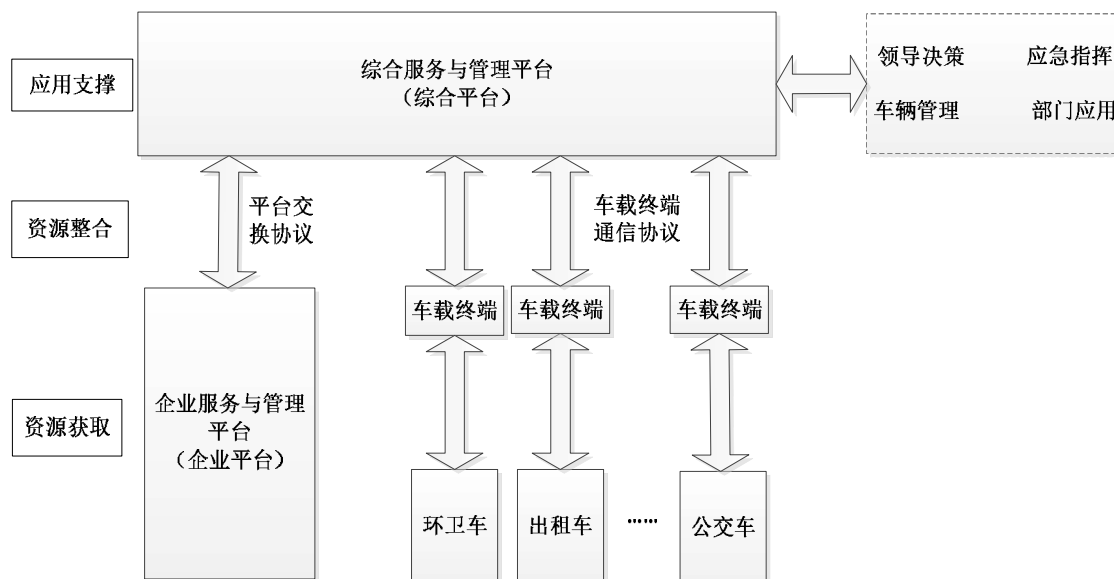 应用支撑
综合服务与管理平台
（综合平台）
领导决策
应急指挥
车辆管理
部门应用
资源整合
平台交
换协议
车载终端
通信协议
车载终端
车载终端
车载终端
资源获取
企业服务与管理
平台
（企业平台）
环卫车
出租车
……
公交车